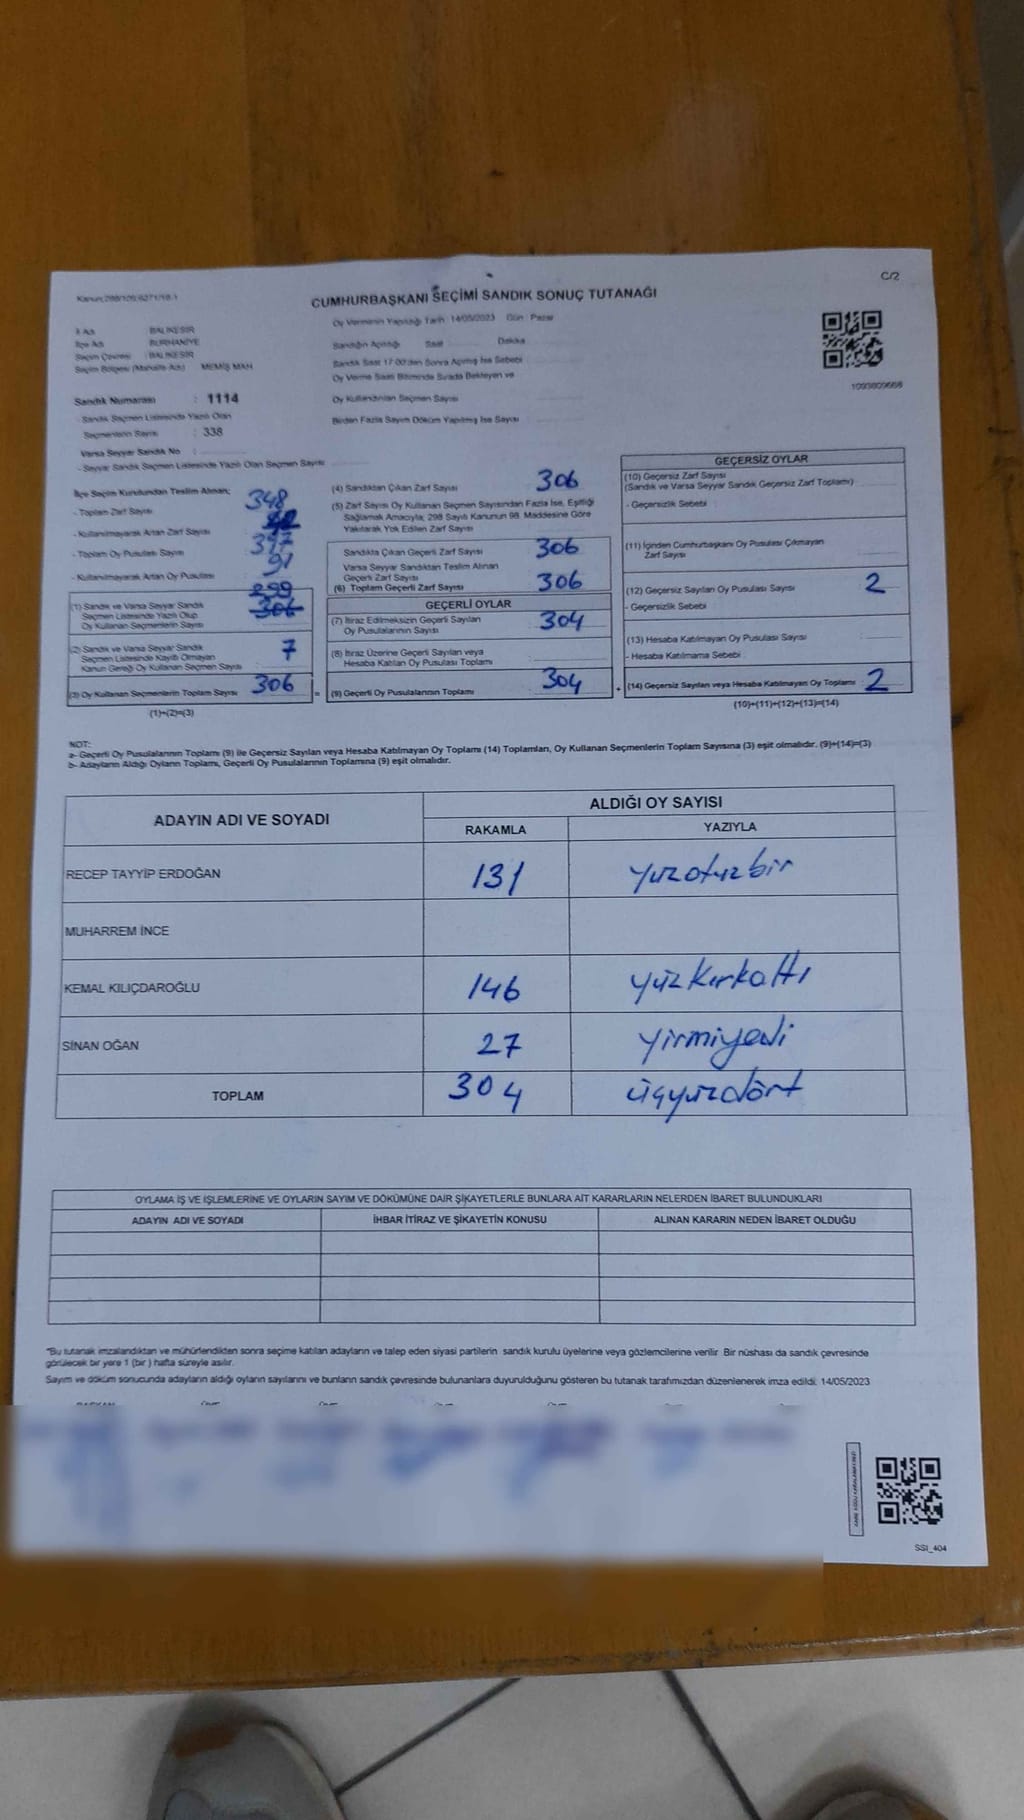 C/2
CUMHURBAŞKANI SEÇİMİ SANDIK SONUÇ TUTANAĞI
İl Adı BALIKESİR
İlçe Adı BURHANİYE
Seçim Çevresi : BALIKESİR
Seçim Bölgesi (Mahalle Adı) MEMİŞ MAH
Sandık Numarası : 1114
- Sandık Seçmen Listesinde Yazılı Olan
Seçmenlerin Sayısı : 338
Varsa Seyyar Sandık No :
- Seyyar Sandık Seçmen Listesinde Yazılı Olan Seçmen Sayısı
Oy Vermenin Yapıldığı Tarih 14/05/2023 Gün : Pazar
Sandığın Açıldığı Saat Dakika
Sandık Saat 17:00'den Sonra Açılmış İse Sebebi
Oy Verme Saati Bitiminde Sırada Bekleyen ve
Oy Kullandırılan Seçmen Sayısı
Birden Fazla Sayım Döküm Yapılmış İse Sayısı
1093809668
İlçe Seçim Kurulundan Teslim Alınan;
- Toplam Zarf Sayısı 348
- Kullanılmayarak Artan Zarf Sayısı
- Toplam Oy Pusulası Sayısı
- Kullanılmayarak Artan Oy Pusulası 91
(1) Sandık ve Varsa Seyyar Sandık
Seçmen Listesinde Yazılı Olup
Oy Kullanan Seçmenlerin Sayısı
299
306
(2) Sandık ve Varsa Seyyar Sandık
Seçmen Listesinde Kayıtlı Olmayan
Kanun Gereği Oy Kullanan Seçmen Sayısı 7
(3) Oy Kullanan Seçmenlerin Toplam Sayısı 306 =
(1)+(2)=(3)
(4) Sandıktan Çıkan Zarf Sayısı 306
(5) Zarf Sayısı Oy Kullanan Seçmen Sayısından Fazla İse, Eşitliği
Sağlamak Amacıyla; 298 Sayılı Kanunun 98. Maddesine Göre
Yakılarak Yok Edilen Zarf Sayısı
Sandıkta Çıkan Geçerli Zarf Sayısı 306
Varsa Seyyar Sandıktan Teslim Alınan
Geçerli Zarf Sayısı
(6) Toplam Geçerli Zarf Sayısı 306
GEÇERLİ OYLAR
(7) İtiraz Edilmeksizin Geçerli Sayılan
Oy Pusulalarının Sayısı 304
(8) İtiraz Üzerine Geçerli Sayılan veya
Hesaba Katılan Oy Pusulası Toplamı
(9) Geçerli Oy Pusulalarının Toplamı 304 +
GEÇERSİZ OYLAR
(10) Geçersiz Zarf Sayısı
(Sandık ve Varsa Seyyar Sandık Geçersiz Zarf Toplamı)
- Geçersizlik Sebebi
(11) İçinden Cumhurbaşkanı Oy Pusulası Çıkmayan
Zarf Sayısı
(12) Geçersiz Sayılan Oy Pusulası Sayısı 2
- Geçersizlik Sebebi
(13) Hesaba Katılmayan Oy Pusulası Sayısı
- Hesaba Katılmama Sebebi
(14) Geçersiz Sayılan veya Hesaba Katılmayan Oy Toplamı : 2
(10)+(11)+(12)+(13)=(14)
NOT:
a- Geçerli Oy Pusulalarının Toplamı (9) ile Geçersiz Sayılan veya Hesaba Katılmayan Oy Toplamı (14) Toplamları, Oy Kullanan Seçmenlerin Toplam Sayısına (3) eşit olmalıdır. (9)+(14)=(3)
b- Adayların Aldığı Oyların Toplamı, Geçerli Oy Pusulalarının Toplamına (9) eşit olmalıdır.
ADAYIN ADI VE SOYADI ALDIĞI OY SAYISI
RAKAMLA YAZIYLA
RECEP TAYYİP ERDOĞAN 131 yuzotuzbir
MUHARREM İNCE
KEMAL KILIÇDAROĞLU 146 yüzkırkaltı
SİNAN OĞAN 27 yirmiyedi
TOPLAM 304 üçyüzdört
OYLAMA İŞ VE İŞLEMLERİNE VE OYLARIN SAYIM VE DÖKÜMÜNE DAİR ŞİKAYETLERLE BUNLARA AİT KARARLARIN NELERDEN İBARET BULUNDUKLARI
ADAYIN ADI VE SOYADI İHBAR İTİRAZ VE ŞİKAYETİN KONUSU ALINAN KARARIN NEDEN İBARET OLDUĞU
"Bu tutanak imzalandıktan ve mühürlendikten sonra seçime katılan adayların ve talep eden siyasi partilerin sandık kurulu üyelerine veya gözlemcilerine verilir. Bir nüshası da sandık çevresinde
görülecek bir yere 1 (bir ) hafta süreyle asılır.
Sayım ve döküm sonucunda adayların aldığı oyların sayılarını ve bunların sandık çevresinde bulunanlara duyurulduğunu gösteren bu tutanak tarafımızdan düzenlenerek imza edildi. 14/05/2023
SSI_404